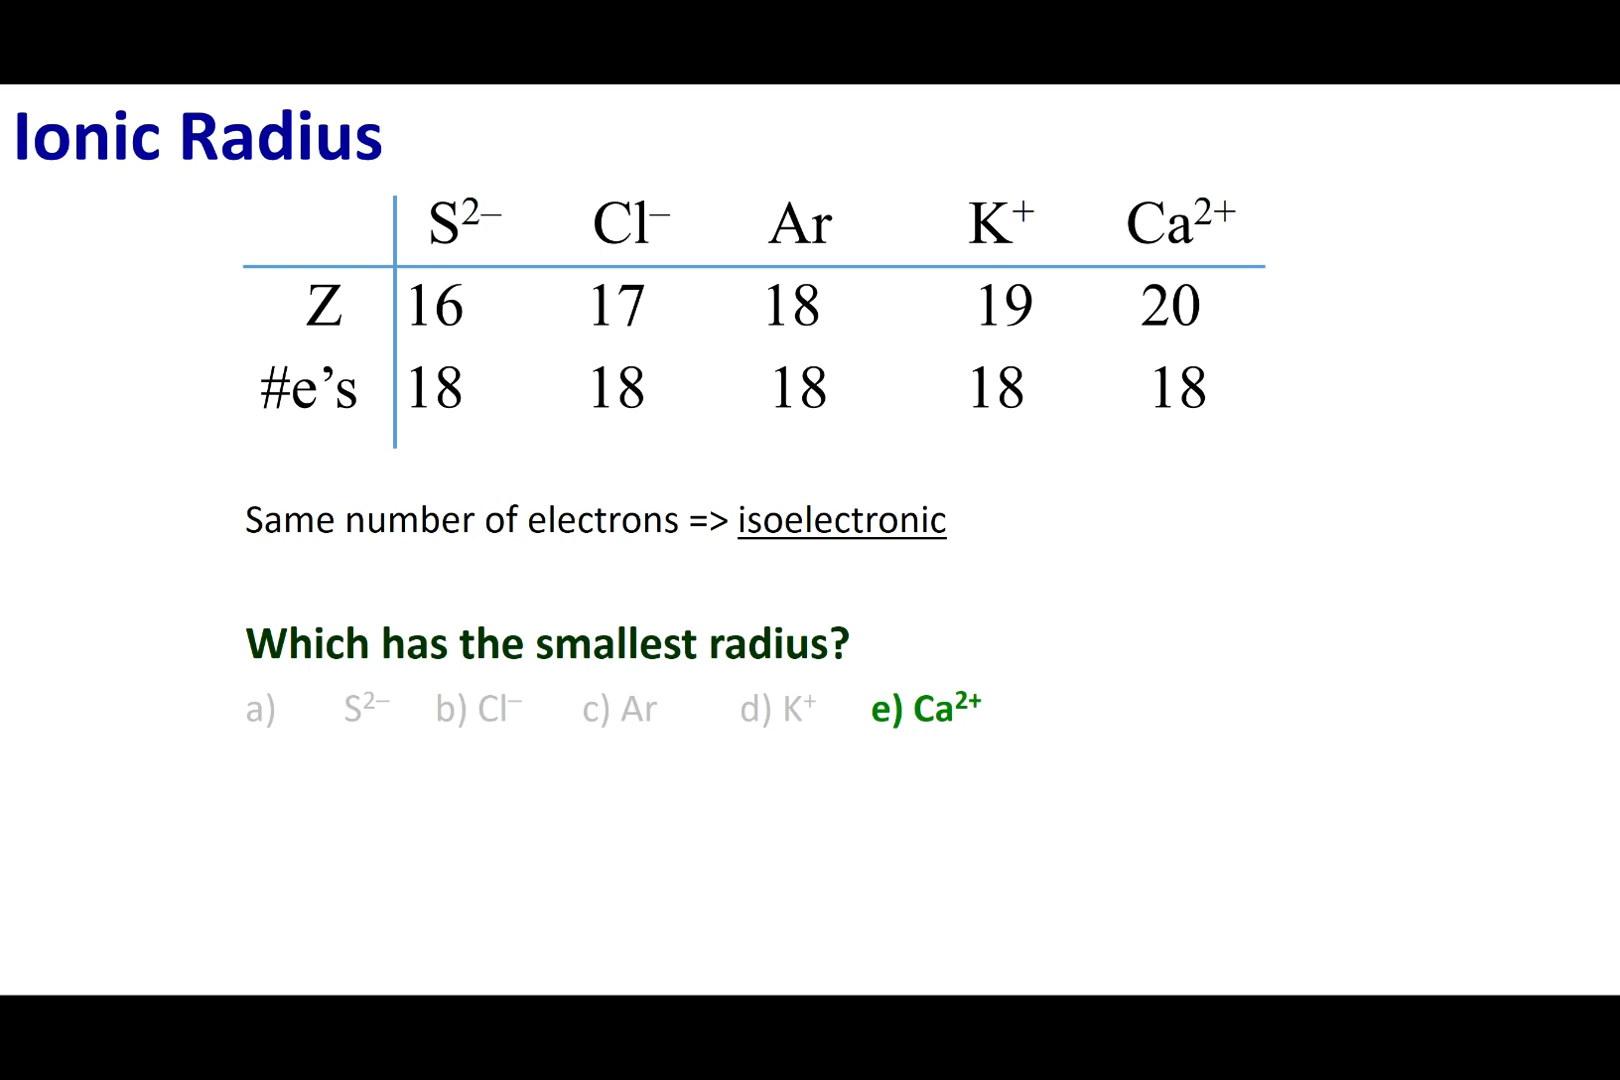 Ionic Radius
S²⁻ Cl⁻ Ar K⁺ Ca²⁺
Z 16 17 18 19 20
#e’s 18 18 18 18 18
Same number of electrons => isoelectronic
Which has the smallest radius?
a) S²⁻ b) Cl⁻ c) Ar d) K⁺ e) Ca²⁺